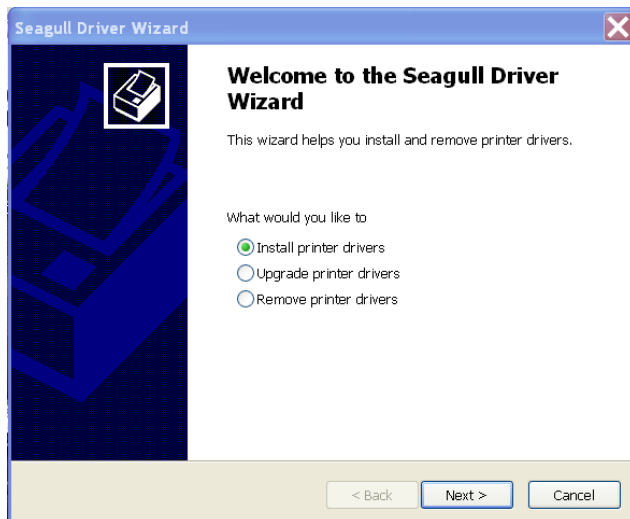 Seagull Driver Wizard
Welcome to the Seagull Driver
Wizard
This wizard helps you install and remove printer drivers.
What would you like to
Install printer drivers
Upgrade printer drivers
Remove printer drivers
< Back
Next >
Cancel